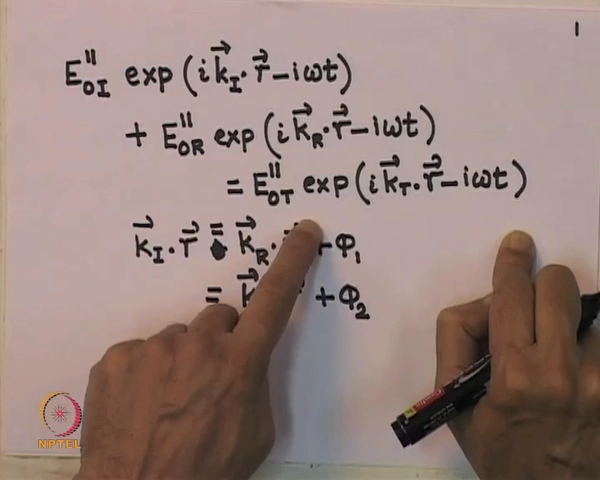 1
E''₀I exp(i k⃗I · r⃗ − iωt)
+ E''₀R exp(i k⃗R · r⃗ − iωt)
= E''₀T exp(i k⃗T · r⃗ − iωt)
k⃗I · r⃗ = k⃗R · + φ₁
= k + φ₂
NPTEL